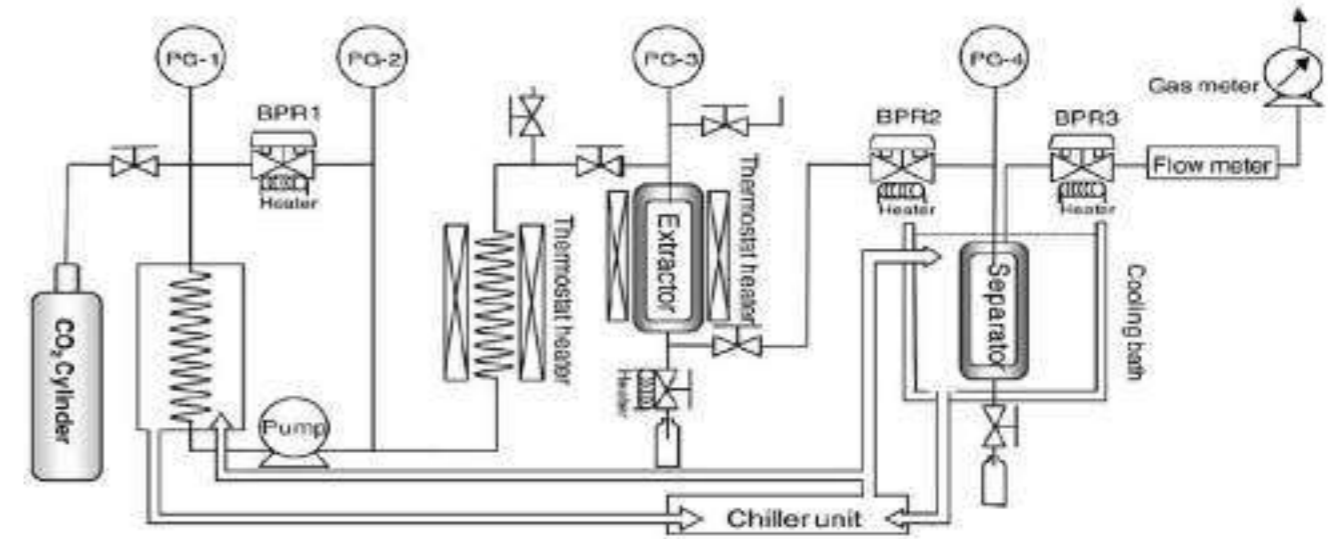 PG-1
PG-2
PG-3
PG-4
Gas meter
BPR1
BPR2
BPR3
Flow meter
Heater
Heater
Heater
Thermostat heater
Extractor
Thermostat heater
Separator
Cooling bath
CO₂ Cylinder
Heater
Pump
Chiller unit